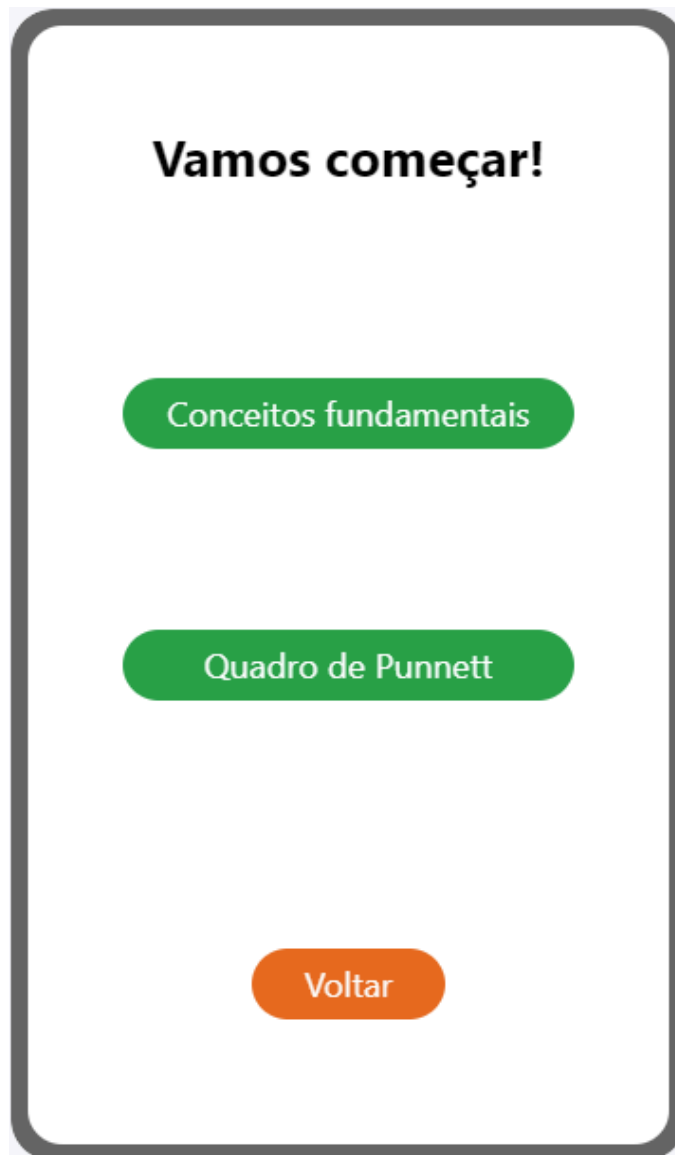 Vamos começar!
Conceitos fundamentais
Quadro de Punnett
Voltar